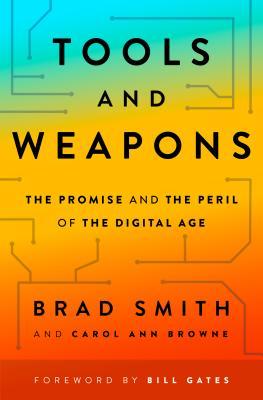 TOOLS
AND
WEAPONS
THE PROMISE AND THE PERIL
OF THE DIGITAL AGE
BRAD SMITH
AND CAROL ANN BROWNE
FOREWORD BY BILL GATES